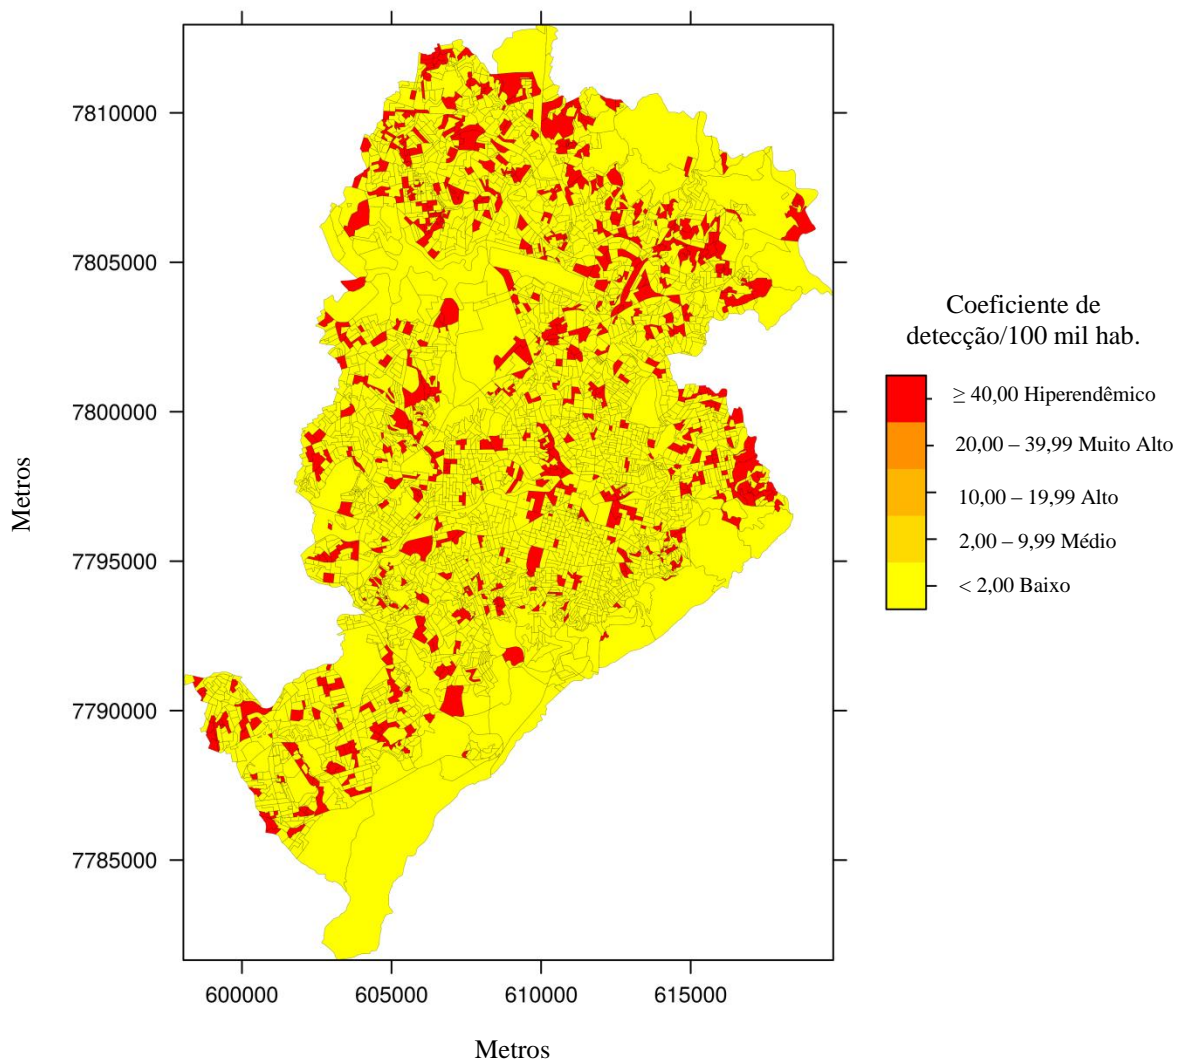 7810000
7805000
7800000
7795000
7790000
7785000
Metros
600000
605000
610000
615000
Metros
Coeficiente de
detecção/100 mil hab.
≥ 40,00 Hiperendêmico
20,00 – 39,99 Muito Alto
10,00 – 19,99 Alto
2,00 – 9,99 Médio
< 2,00 Baixo